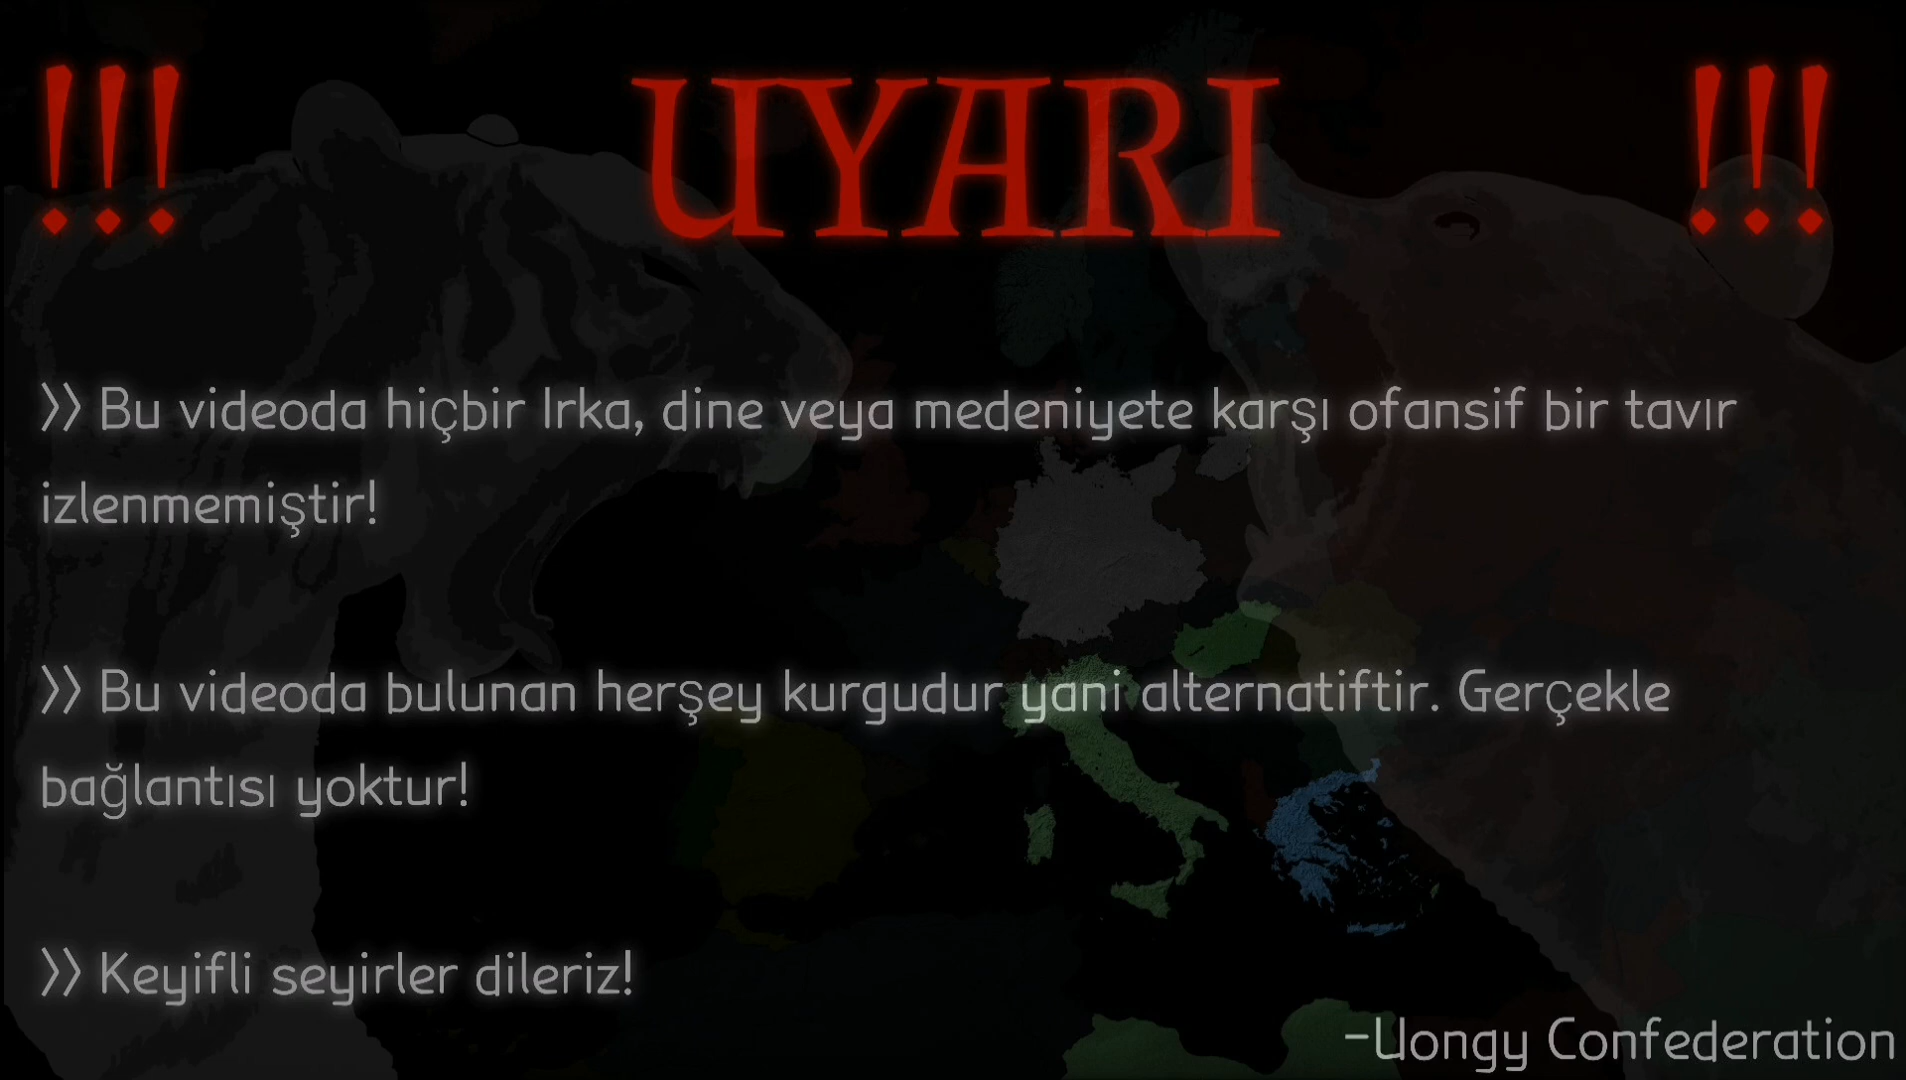 !!! UYARI !!!
>> Bu videoda hiçbir Irka, dine veya medeniyete karşı ofansif bir tavır
izlenmemiştir!
>> Bu videoda bulunan herşey kurgudur yani alternatiftir. Gerçekle
bağlantısı yoktur!
>> Keyifli seyirler dileriz!
-Uongy Confederation